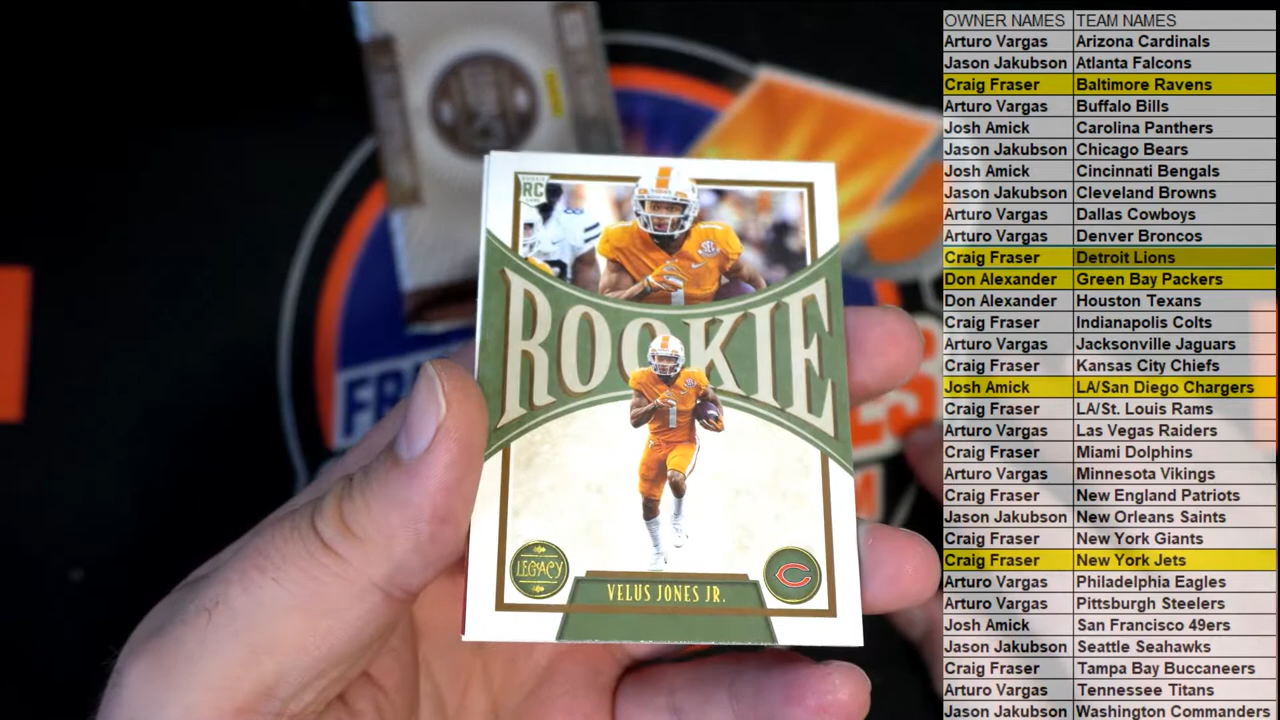 RC
ROOKIE
1
1
LEGACY
VELUS JONES JR.
FR
OWNER NAMES TEAM NAMES
Arturo Vargas Arizona Cardinals
Jason Jakubson Atlanta Falcons
Craig Fraser Baltimore Ravens
Arturo Vargas Buffalo Bills
Josh Amick Carolina Panthers
Jason Jakubson Chicago Bears
Josh Amick Cincinnati Bengals
Jason Jakubson Cleveland Browns
Arturo Vargas Dallas Cowboys
Arturo Vargas Denver Broncos
Craig Fraser Detroit Lions
Don Alexander Green Bay Packers
Don Alexander Houston Texans
Craig Fraser Indianapolis Colts
Arturo Vargas Jacksonville Jaguars
Craig Fraser Kansas City Chiefs
Josh Amick LA/San Diego Chargers
Craig Fraser LA/St. Louis Rams
Arturo Vargas Las Vegas Raiders
Craig Fraser Miami Dolphins
Arturo Vargas Minnesota Vikings
Craig Fraser New England Patriots
Jason Jakubson New Orleans Saints
Craig Fraser New York Giants
Craig Fraser New York Jets
Arturo Vargas Philadelphia Eagles
Arturo Vargas Pittsburgh Steelers
Josh Amick San Francisco 49ers
Jason Jakubson Seattle Seahawks
Craig Fraser Tampa Bay Buccaneers
Arturo Vargas Tennessee Titans
Jason Jakubson Washington Commanders